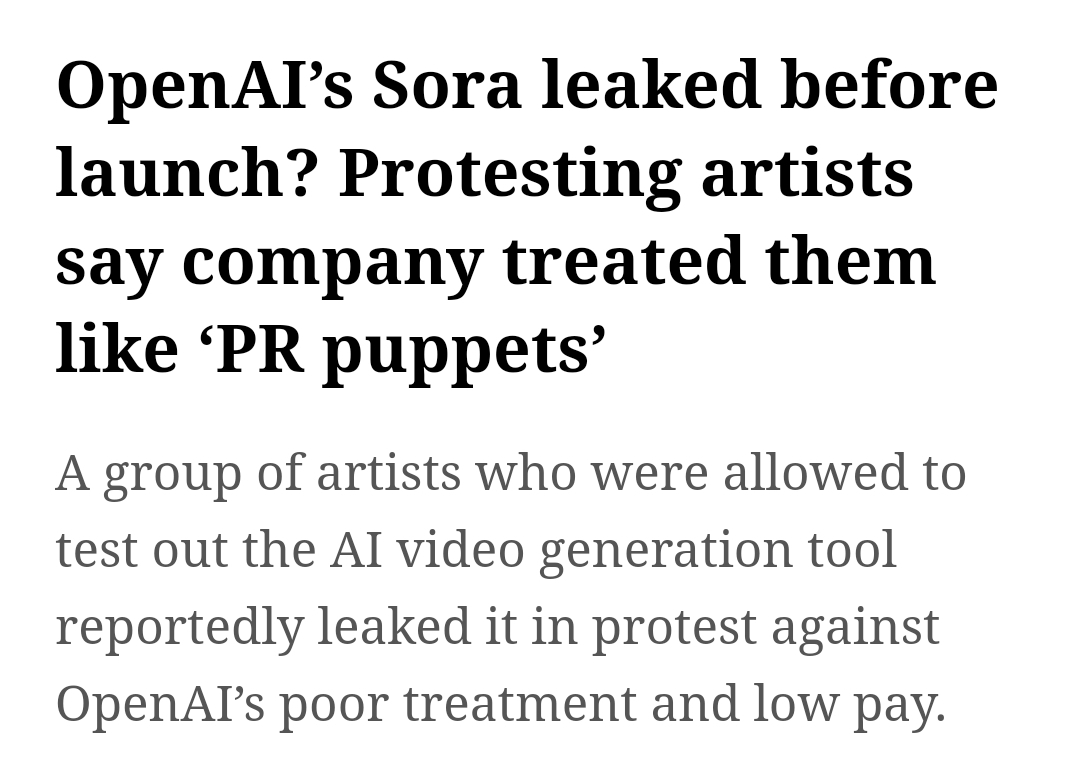 OpenAI’s Sora leaked before
launch? Protesting artists
say company treated them
like ‘PR puppets’
A group of artists who were allowed to
test out the AI video generation tool
reportedly leaked it in protest against
OpenAI’s poor treatment and low pay.